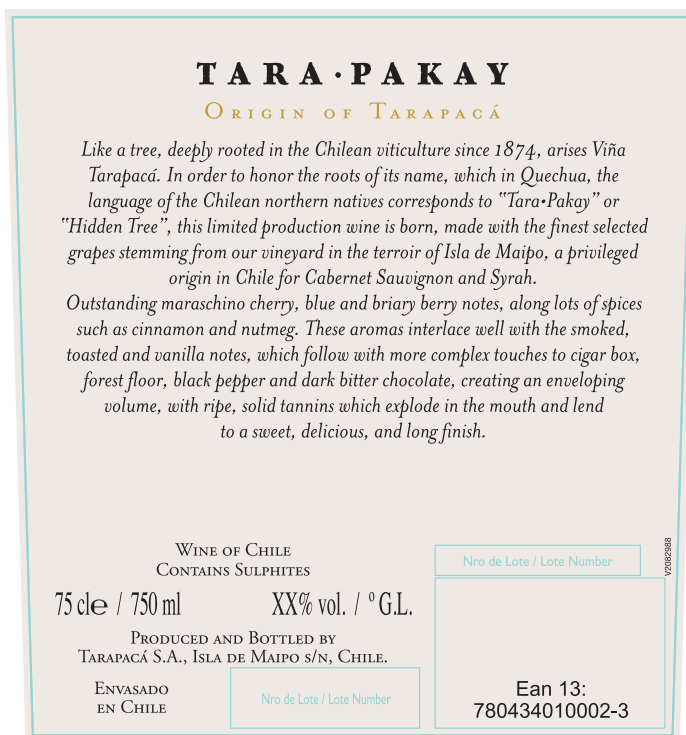 TARA·PAKAY
Origin of Tarapacá
Like a tree, deeply rooted in the Chilean viticulture since 1874, arises Viña
Tarapacá. In order to honor the roots of its name, which in Quechua, the
language of the Chilean northern natives corresponds to "Tara•Pakay" or
"Hidden Tree", this limited production wine is born, made with the finest selected
grapes stemming from our vineyard in the terroir of Isla de Maipo, a privileged
origin in Chile for Cabernet Sauvignon and Syrah.
Outstanding maraschino cherry, blue and briary berry notes, along lots of spices
such as cinnamon and nutmeg. These aromas interlace well with the smoked,
toasted and vanilla notes, which follow with more complex touches to cigar box,
forest floor, black pepper and dark bitter chocolate, creating an enveloping
volume, with ripe, solid tannins which explode in the mouth and lend
to a sweet, delicious, and long finish.
Wine of Chile
Contains Sulphites
75 cl℮ / 750 ml XX% vol. / ° G.L.
Produced and Bottled by
Tarapacá S.A., Isla de Maipo s/n, Chile.
Envasado
en Chile
Nro de Lote / Lote Number
Nro de Lote / Lote Number
V2082988
Ean 13:
780434010002-3